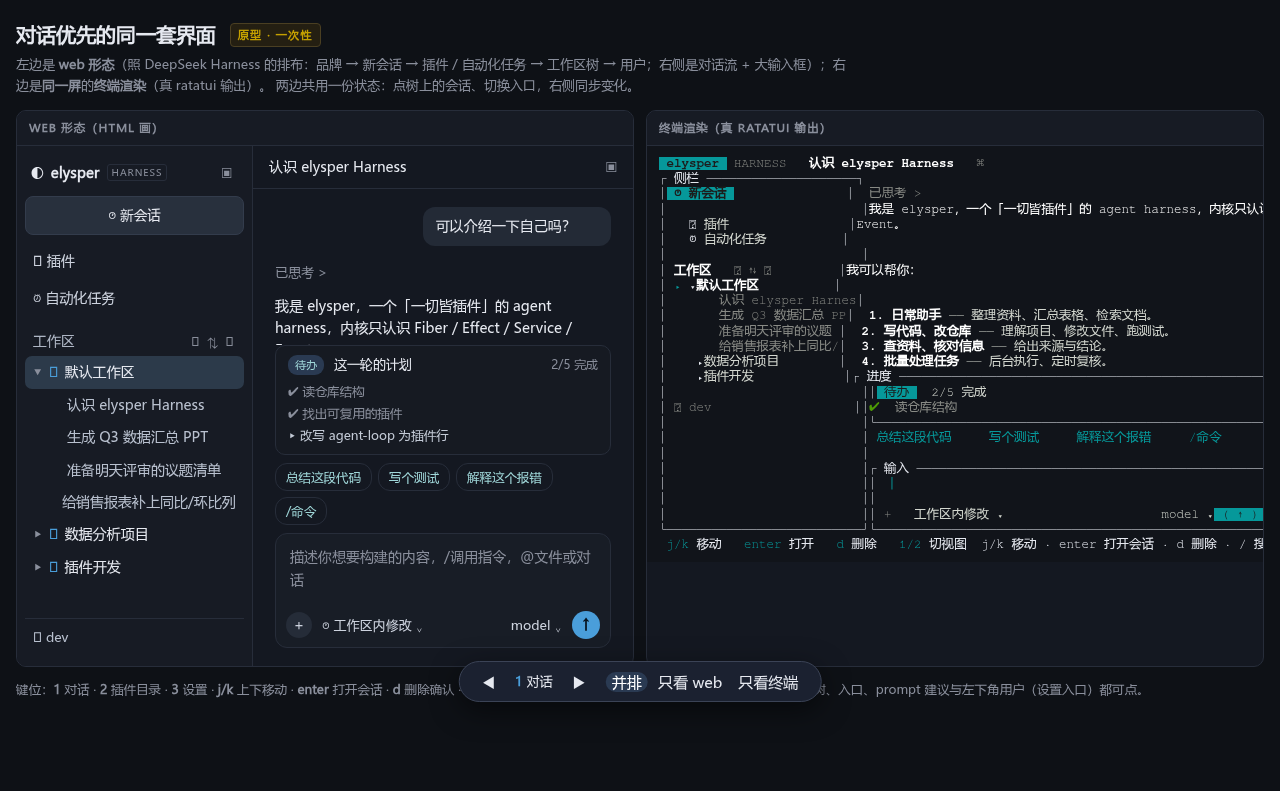 对话优先的同一套界面 原型 · 一次性
左边是 web 形态（照 DeepSeek Harness 的排布：品牌 → 新会话 → 插件 / 自动化任务 → 工作区树 → 用户；右侧是对话流 + 大输入框）；右
边是同一屏的终端渲染（真 ratatui 输出）。 两边共用一份状态：点树上的会话、切换入口，右侧同步变化。
WEB 形态（HTML 画）
elysper HARNESS
新会话
插件
自动化任务
工作区
默认工作区
认识 elysper Harness
生成 Q3 数据汇总 PPT
准备明天评审的议题清单
给销售报表补上同比/环比列
数据分析项目
插件开发
dev
认识 elysper Harness
可以介绍一下自己吗？
已思考 >
我是 elysper，一个「一切皆插件」的 agent
harness，内核只认识 Fiber / Effect / Service /
待办 这一轮的计划 2/5 完成
✔ 读仓库结构
✔ 找出可复用的插件
▸ 改写 agent-loop 为插件行
总结这段代码 写个测试 解释这个报错
/命令
描述你想要构建的内容，/调用指令，@文件或对
话
+ 工作区内修改 model ↑
终端渲染（真 RATATUI 输出）
elysper HARNESS 认识 elysper Harness ⌘
侧栏
新会话 已思考 >
我是 elysper，一个「一切皆插件」的 agent harness，内核只认
插件 Event。
自动化任务
工作区 我可以帮你：
默认工作区
认识 elysper Harnes
生成 Q3 数据汇总 PP 1. 日常助手 —— 整理资料、汇总表格、检索文档。
准备明天评审的议题 2. 写代码、改仓库 —— 理解项目、修改文件、跑测试。
给销售报表补上同比/ 3. 查资料、核对信息 —— 给出来源与结论。
数据分析项目 4. 批量处理任务 —— 后台执行、定时复核。
插件开发 进度
待办 2/5 完成
dev ✔ 读仓库结构
总结这段代码 写个测试 解释这个报错 /命令
输入
+ 工作区内修改 model ( ↑ )
j/k 移动 enter 打开 d 删除 1/2 切视图 j/k 移动 · enter 打开会话 · d 删除 · /
键位：1 对话 · 2 插件目录 · 3 设置 · j/k 上下移动 · enter 打开会话 · d 删除确认 、入口、prompt 建议与左下角用户（设置入口）都可点。
◀ 1 对话 ▶ 并排 只看 web 只看终端